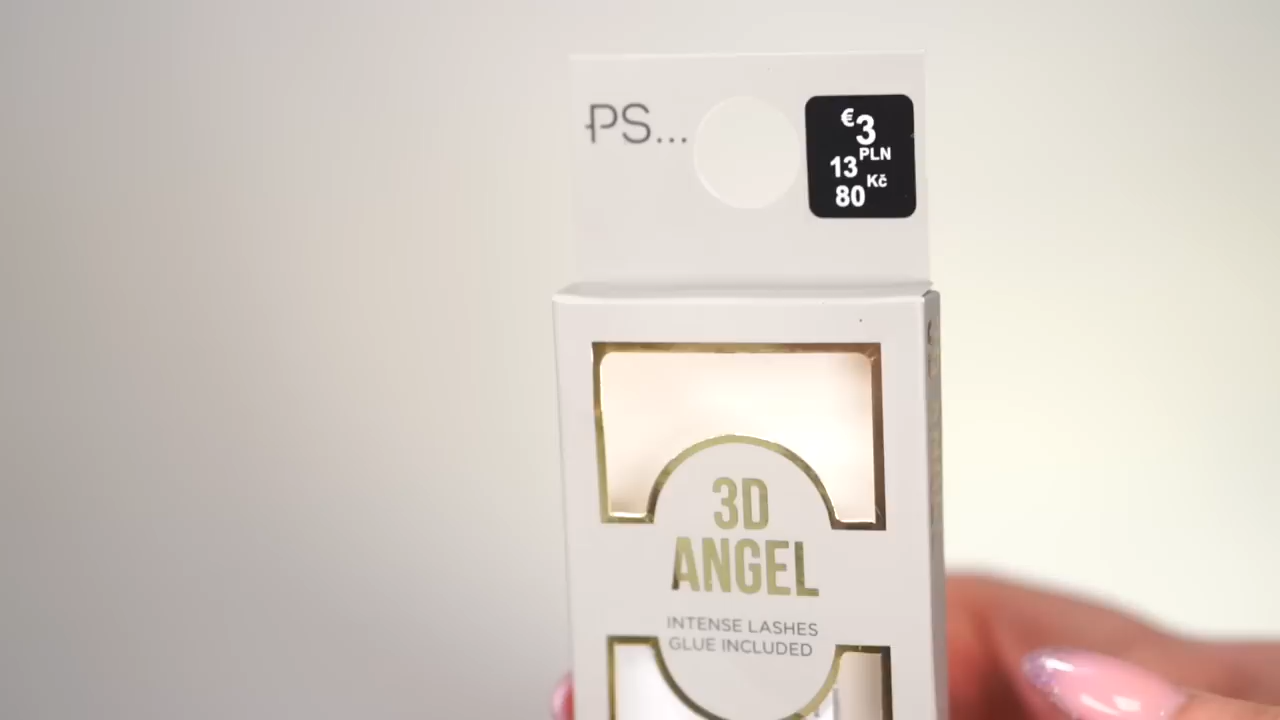 PS...
€3
13 PLN
80 Kč
3D
ANGEL
INTENSE LASHES
GLUE INCLUDED